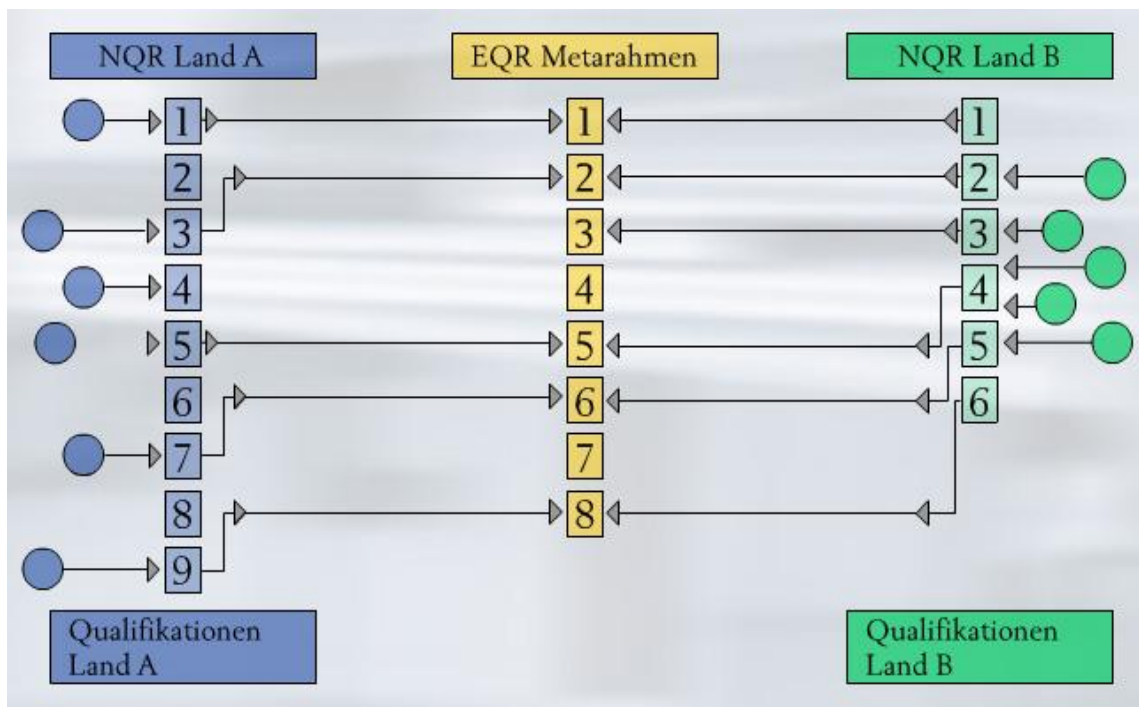 NQR Land A EQR Metarahmen NQR Land B
1 1 1
2 2 2
3 3 3
4 4 4
5 5 5
6 6 6
7 7
8 8
9
Qualifikationen Qualifikationen
Land A Land B